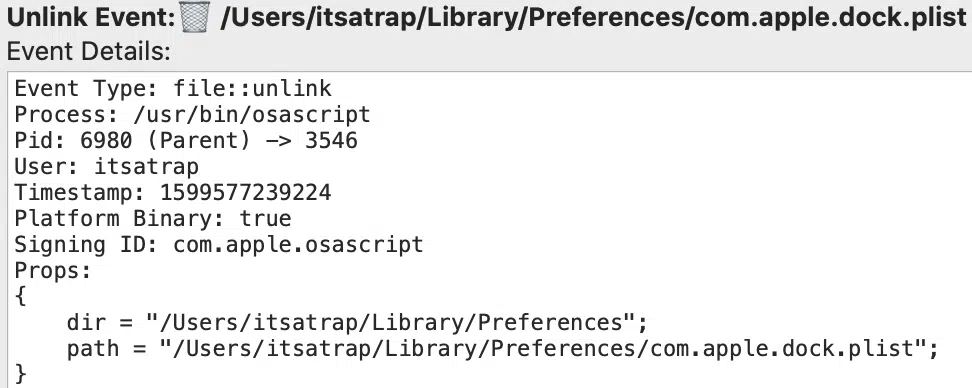 Unlink Event:🗑️ /Users/itsatrap/Library/Preferences/com.apple.dock.plist
Event Details:
Event Type: file::unlink
Process: /usr/bin/osascript
Pid: 6980 (Parent) -> 3546
User: itsatrap
Timestamp: 1599577239224
Platform Binary: true
Signing ID: com.apple.osascript
Props:
{
    dir = "/Users/itsatrap/Library/Preferences";
    path = "/Users/itsatrap/Library/Preferences/com.apple.dock.plist";
}